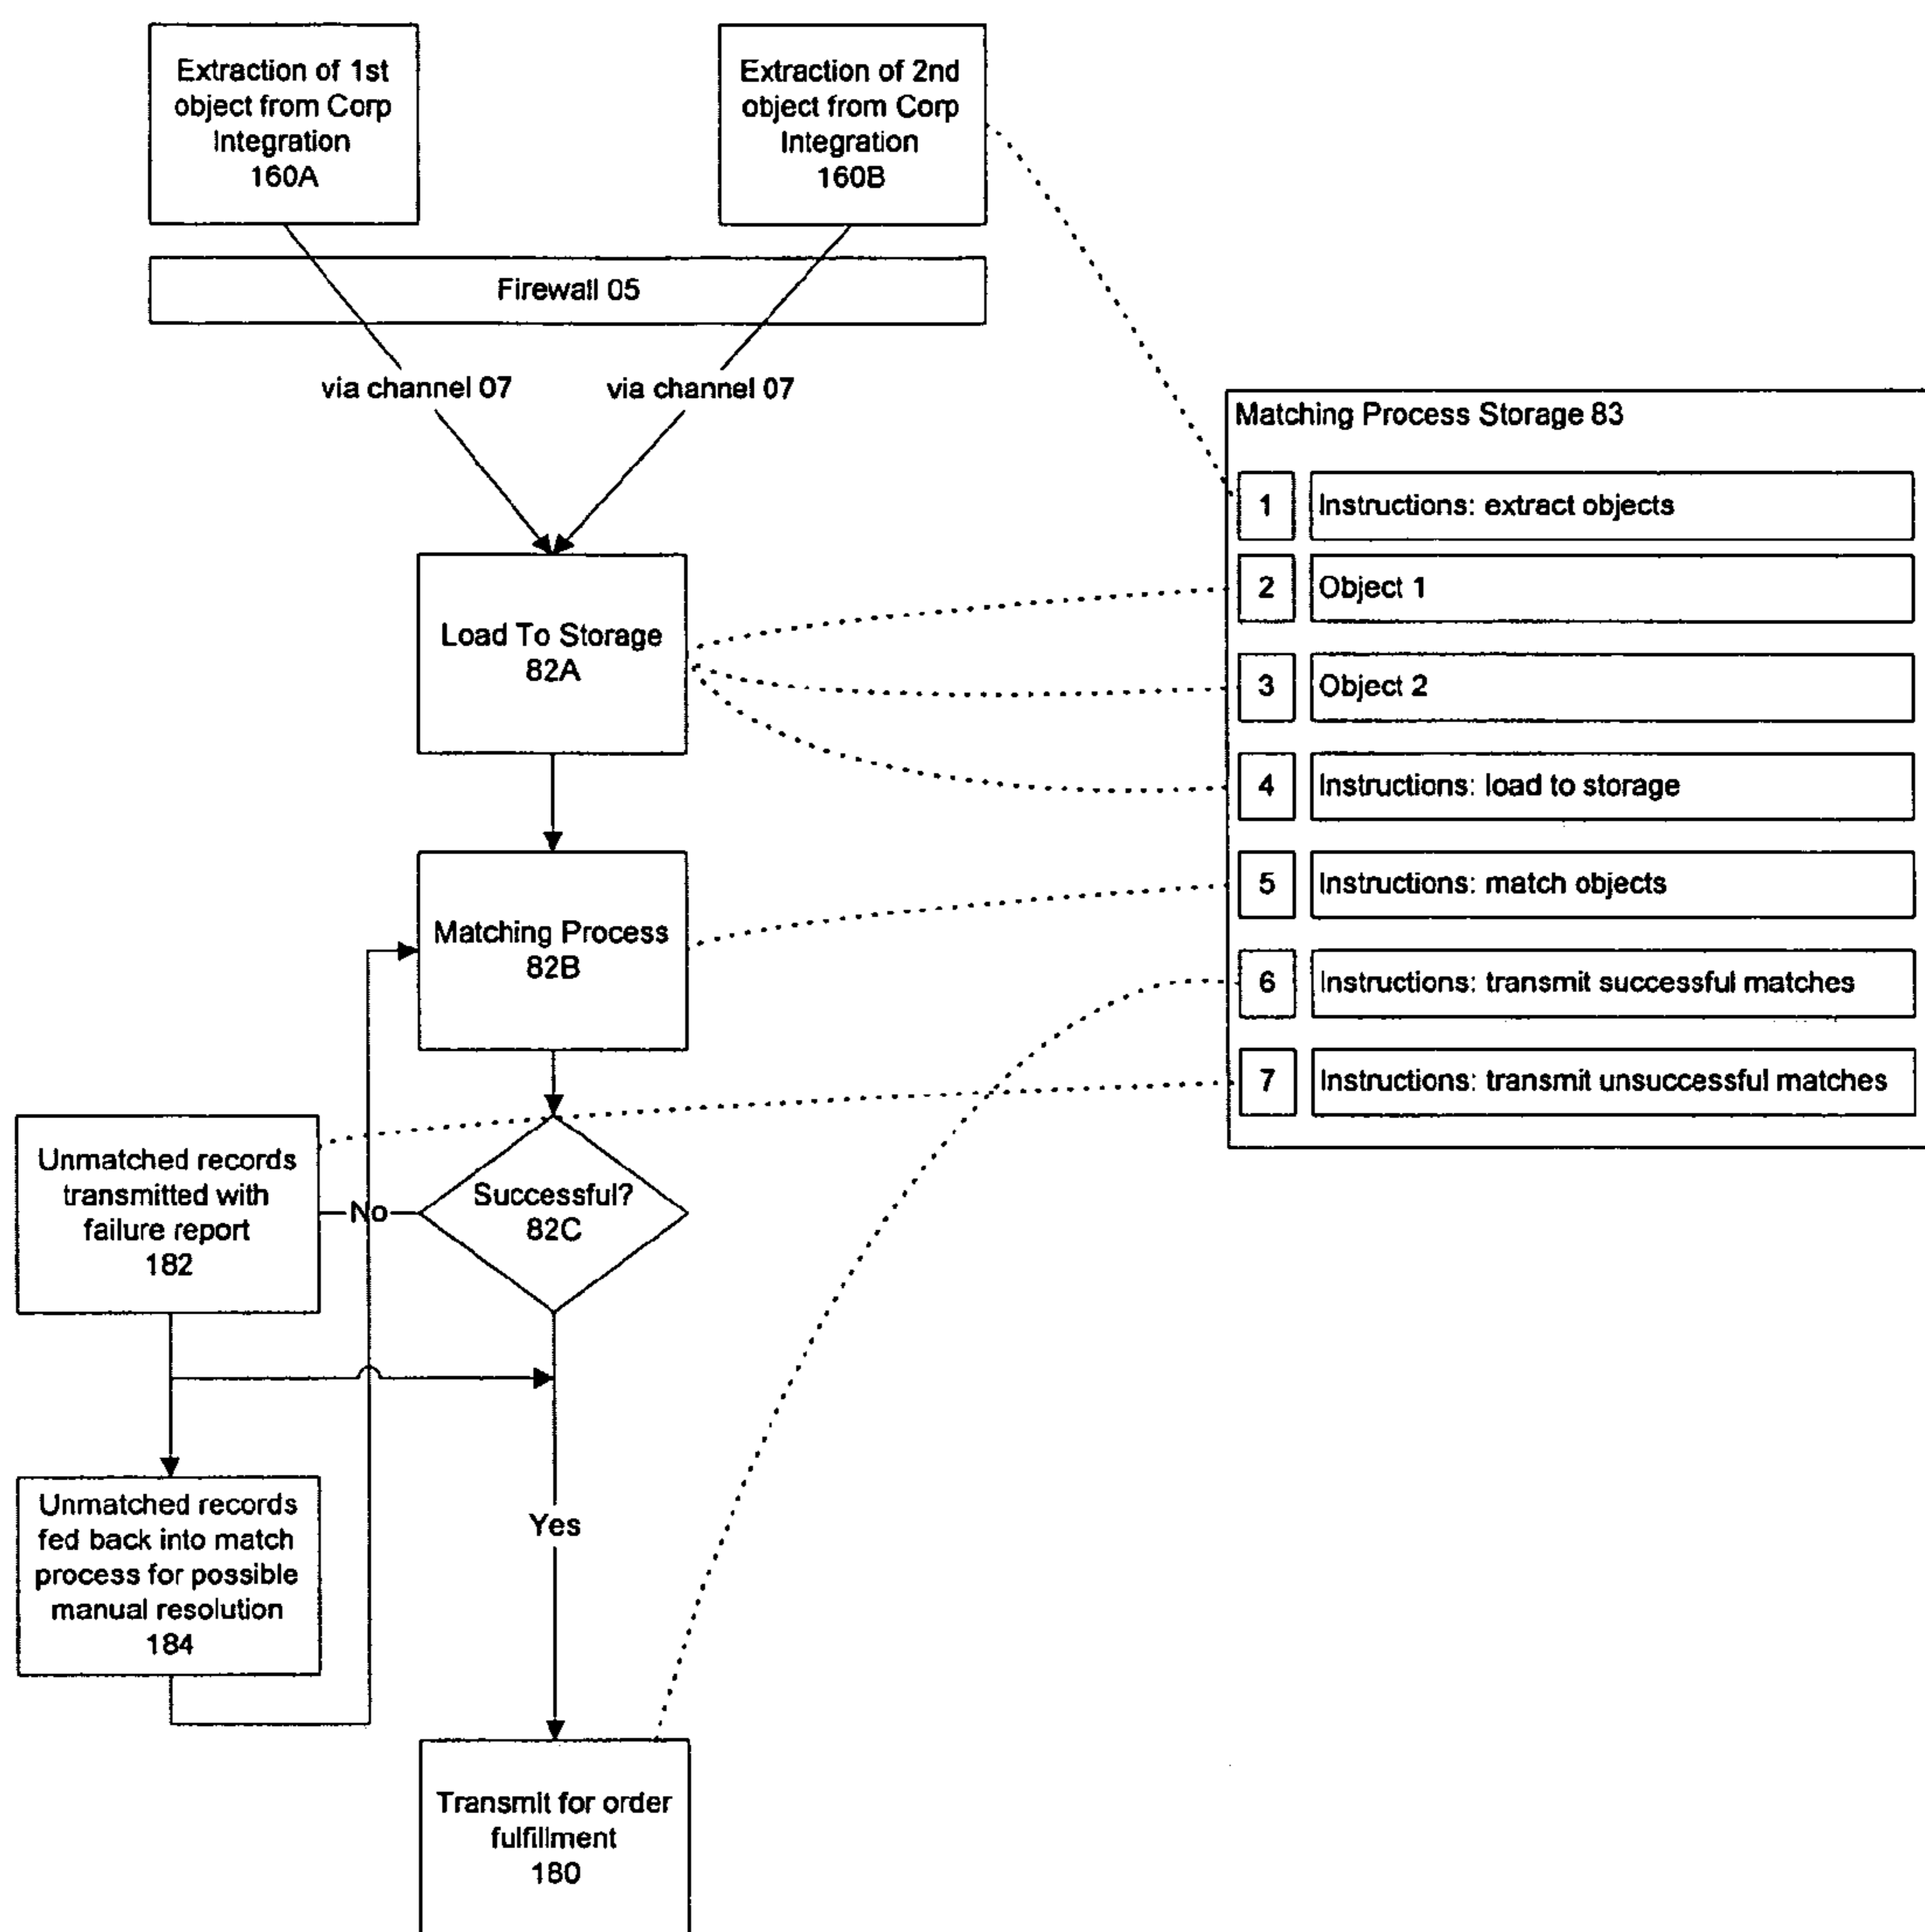 Extraction of 1st
object from Corp
Integration
160A
Extraction of 2nd
object from Corp
Integration
160B
Firewall 05
via channel 07
via channel 07
Matching Process Storage 83
1 Instructions: extract objects
2 Object 1
3 Object 2
4 Instructions: load to storage
5 Instructions: match objects
6 Instructions: transmit successful matches
7 Instructions: transmit unsuccessful matches
Load To Storage
82A
Matching Process
82B
Successful?
82C
No
Unmatched records
transmitted with
failure report
182
Unmatched records
fed back into match
process for possible
manual resolution
184
Yes
Transmit for order
fulfillment
180